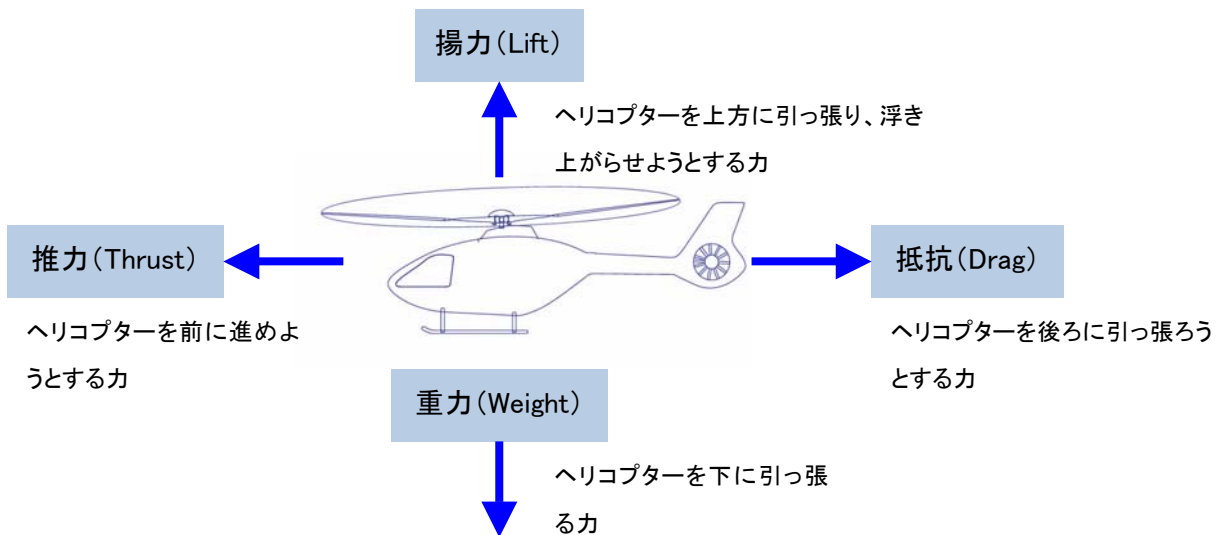 揚力（Lift）
ヘリコプターを上方に引っ張り、浮き
上がらせようとする力
推力（Thrust）
ヘリコプターを前に進めよ
うとする力
抵抗（Drag）
ヘリコプターを後ろに引っ張ろう
とする力
重力（Weight）
ヘリコプターを下に引っ張
る力